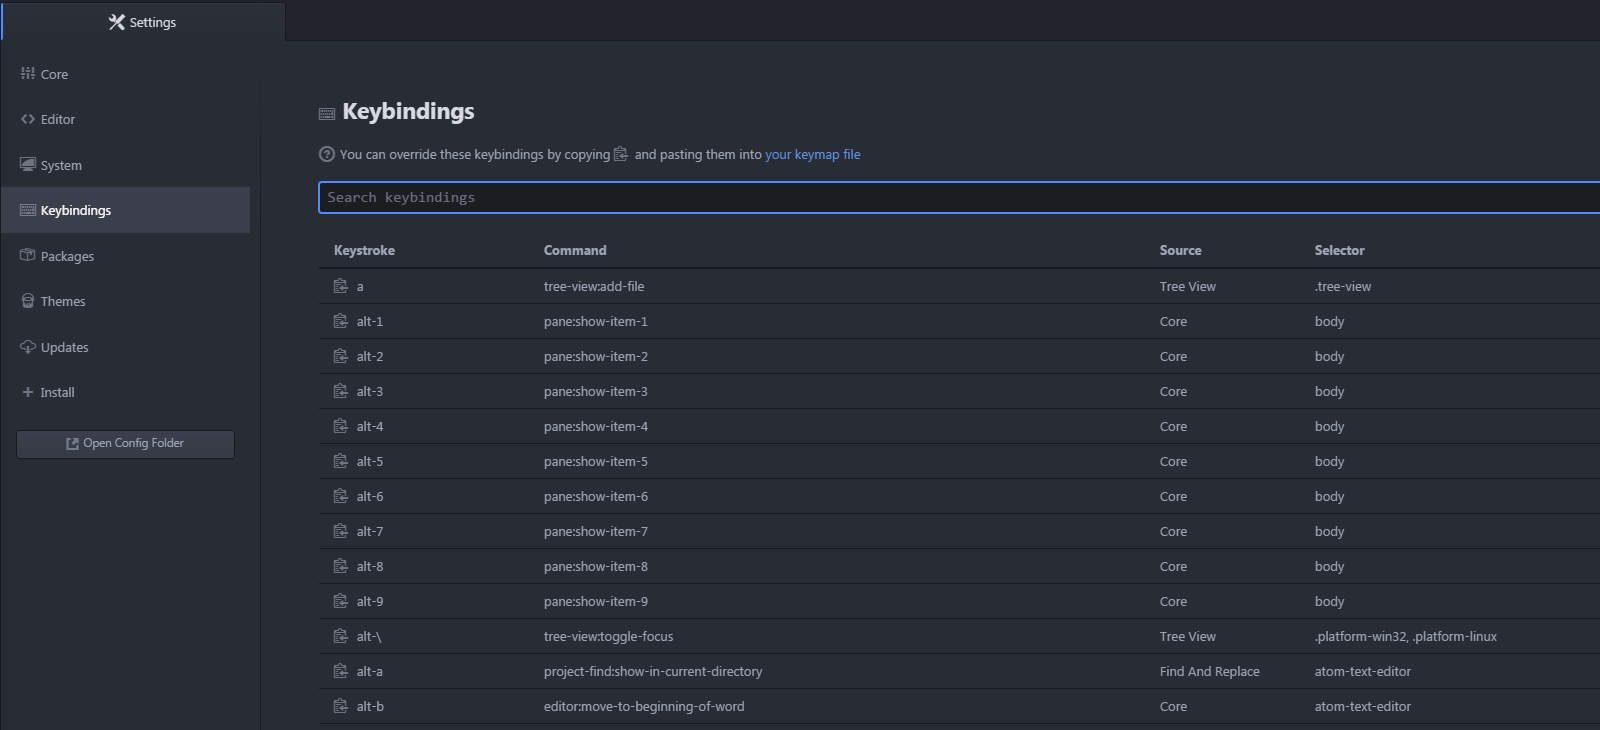 Settings
Core
Editor
System
Keybindings
Packages
Themes
Updates
Install
Open Config Folder
Keybindings
You can override these keybindings by copying and pasting them into your keymap file
Search keybindings
Keystroke Command Source Selector
a tree-view:add-file Tree View .tree-view
alt-1 pane:show-item-1 Core body
alt-2 pane:show-item-2 Core body
alt-3 pane:show-item-3 Core body
alt-4 pane:show-item-4 Core body
alt-5 pane:show-item-5 Core body
alt-6 pane:show-item-6 Core body
alt-7 pane:show-item-7 Core body
alt-8 pane:show-item-8 Core body
alt-9 pane:show-item-9 Core body
alt-\ tree-view:toggle-focus Tree View .platform-win32, .platform-linux
alt-a project-find:show-in-current-directory Find And Replace atom-text-editor
alt-b editor:move-to-beginning-of-word Core atom-text-editor